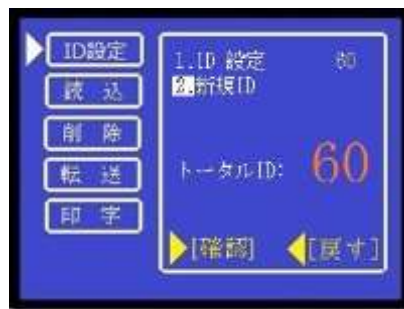 ID設定
読込
削除
転送
印字
1.ID 設定 60
2.新規ID
トータルID: 60
[確認] [戻す]